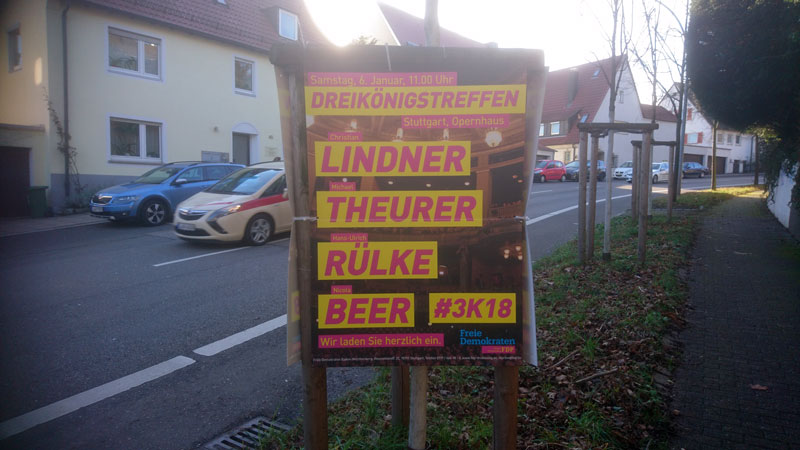 Samstag, 6. Januar, 11.00 Uhr
DREIKÖNIGSTREFFEN
Stuttgart, Opernhaus
Christian
LINDNER
Michael
THEURER
Hans-Ulrich
RÜLKE
Nicola
BEER
#3K18
Wir laden Sie herzlich ein.
Freie
Demokraten
FDP